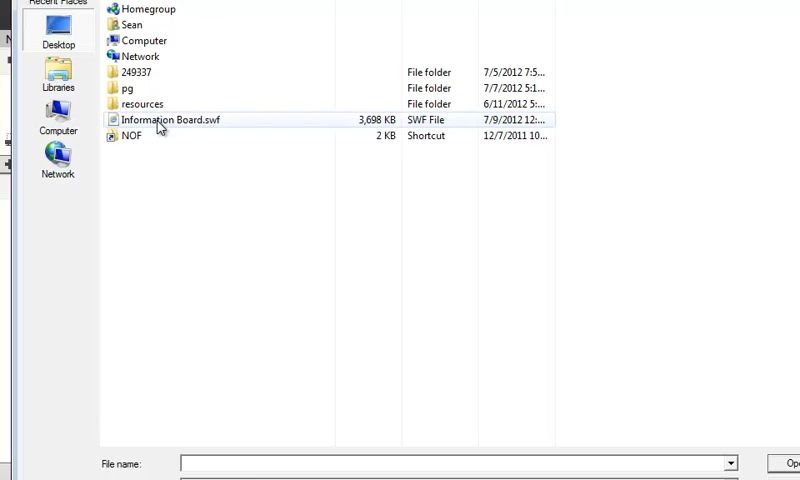 Recent Places
Homegroup
Desktop
Sean
Computer
Network
249337 File folder 7/5/2012 7:5...
Libraries
pg File folder 7/7/2012 5:1...
resources File folder 6/11/2012 5:...
Information Board.swf 3,698 KB SWF File 7/9/2012 12:...
Computer
NOF 2 KB Shortcut 12/7/2011 10...
Network
File name:
Ope